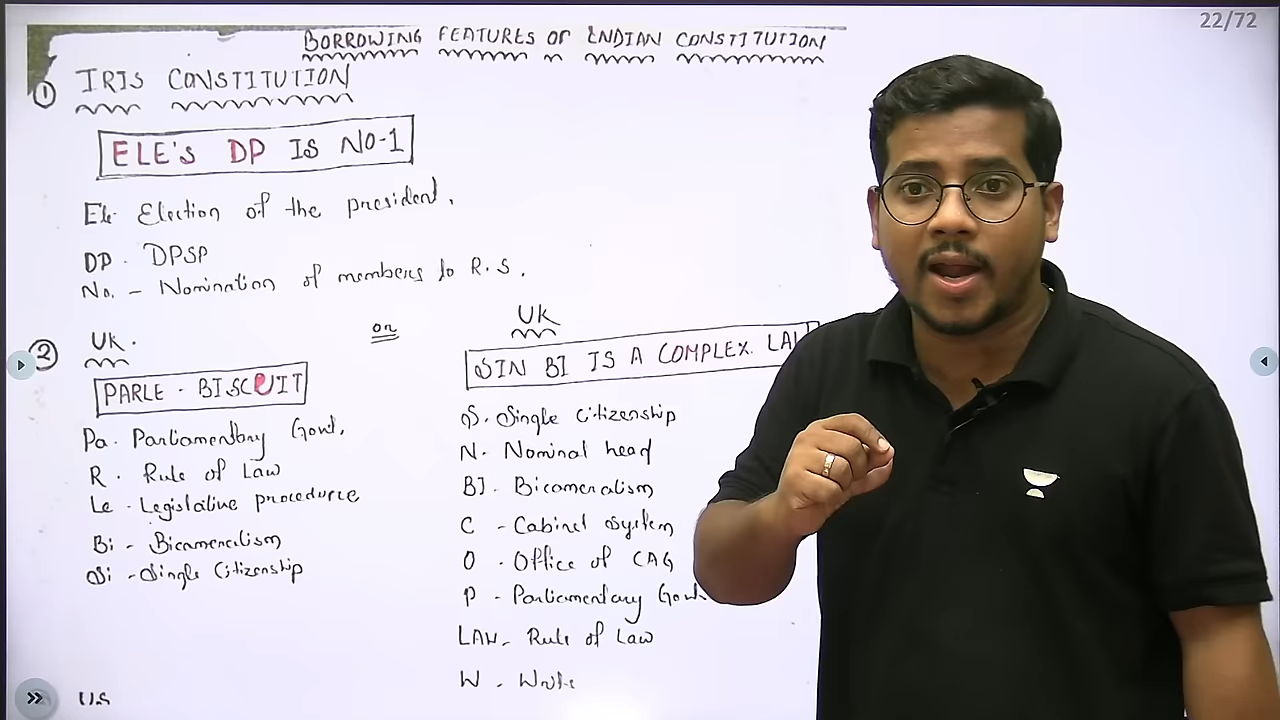 22/72
BORROWING FEATURES OF INDIAN CONSTITUTION
① IRIS CONSTITUTION
ELE'S DP IS NO-1
Ele- Election of the president.
DP - DPSP
No. - Nomination of members to R.S.
② UK.
PARLE - BISCUIT
Pa. Parliamentary Govt.
R. Rule of Law
Le - Legislative procedure
Bi - Bicameralism
Si - Single Citizenship
or
UK
SIN BI IS A COMPLEX LAW
S. Single Citizenship
N. Nominal head
BI. Bicameralism
C - Cabinet system
O - Office of CAG
P - Parliamentary Govt
LAW - Rule of Law
W - Writs
US